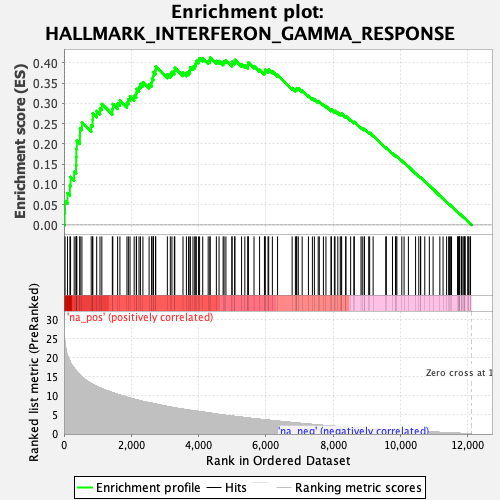 Enrichment plot:
HALLMARK_INTERFERON_GAMMA_RESPONSE
Enrichment score (ES)
0.40
0.35
0.30
0.25
0.20
0.15
0.10
0.05
0.00
'na_pos' (positively correlated)
Ranked list metric (PreRanked)
30
25
20
15
10
5
0
Zero cross at 1
'na_neg' (negatively correlated)
0
2,000
4,000
6,000
8,000
10,000
12,000
Rank in Ordered Dataset
Enrichment profile
Hits
Ranking metric scores